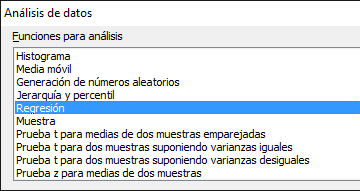 Análisis de datos
Funciones para análisis
Histograma
Media móvil
Generación de números aleatorios
Jerarquía y percentil
Regresión
Muestra
Prueba t para medias de dos muestras emparejadas
Prueba t para dos muestras suponiendo varianzas iguales
Prueba t para dos muestras suponiendo varianzas desiguales
Prueba z para medias de dos muestras